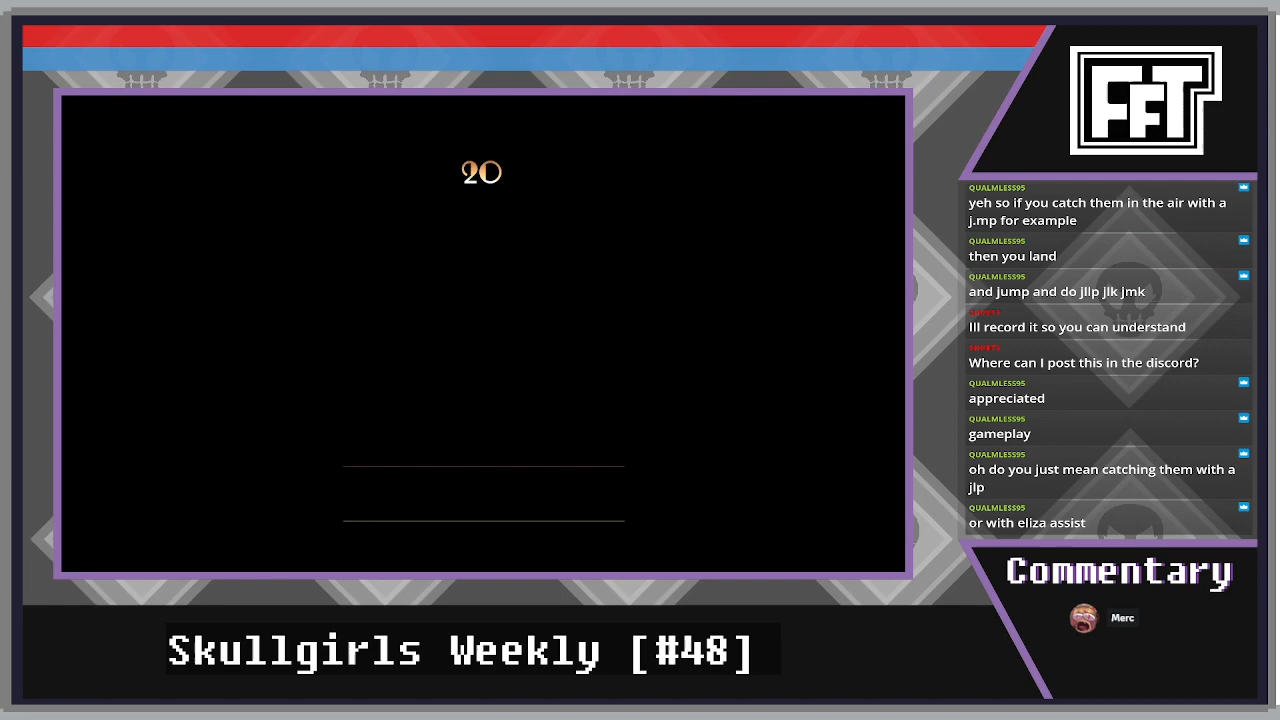 20
FFT
QUALMLESS95
yeh so if you catch them in the air with a
j.mp for example
QUALMLESS95
then you land
QUALMLESS95
and jump and do jllp jlk jmk
Ill record it so you can understand
Where can I post this in the discord?
QUALMLESS95
appreciated
QUALMLESS95
gameplay
QUALMLESS95
oh do you just mean catching them with a
jlp
QUALMLESS95
or with eliza assist
Commentary
Merc
Skullgirls Weekly [#48]